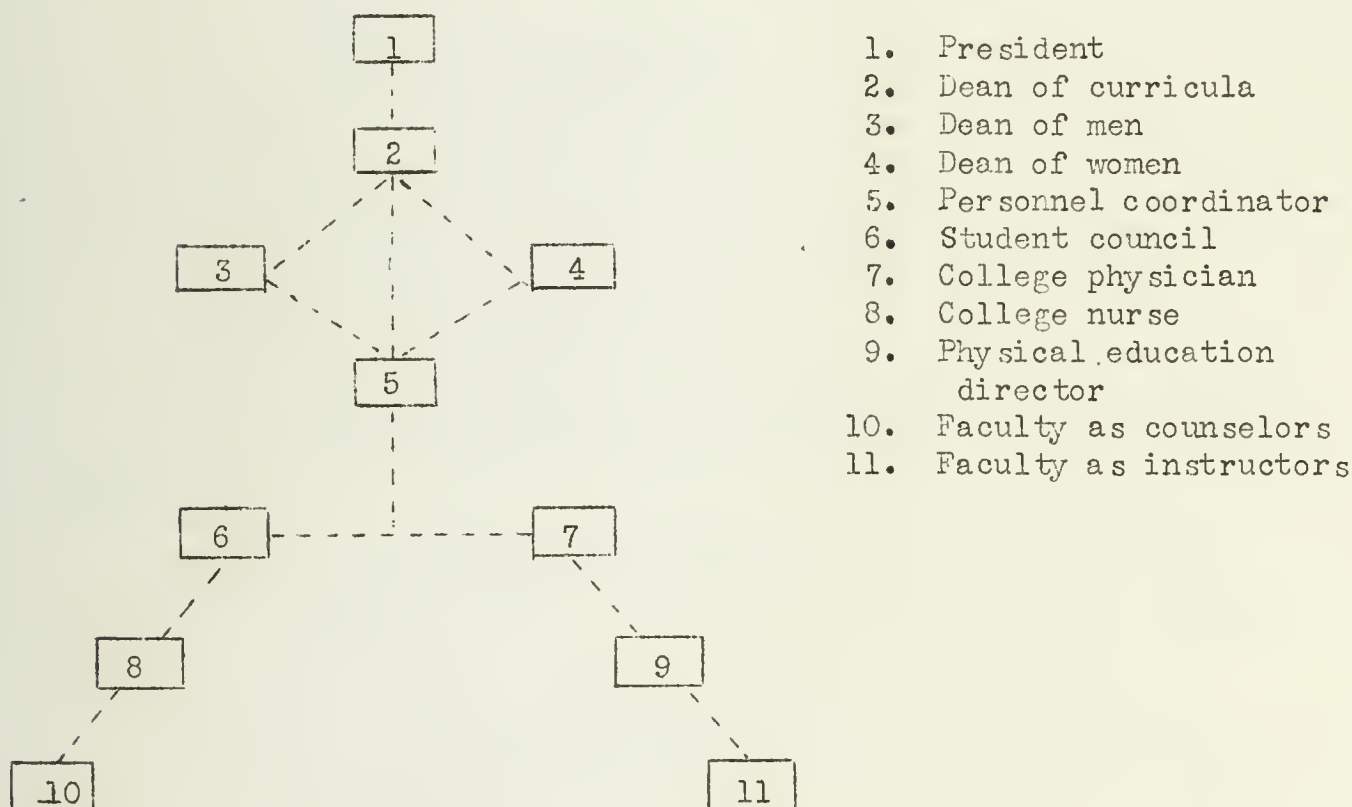 1
2
3
4
5
6
7
8
9
10
11
1. President
2. Dean of curricula
3. Dean of men
4. Dean of women
5. Personnel coordinator
6. Student council
7. College physician
8. College nurse
9. Physical education
director
10. Faculty as counselors
11. Faculty as instructors